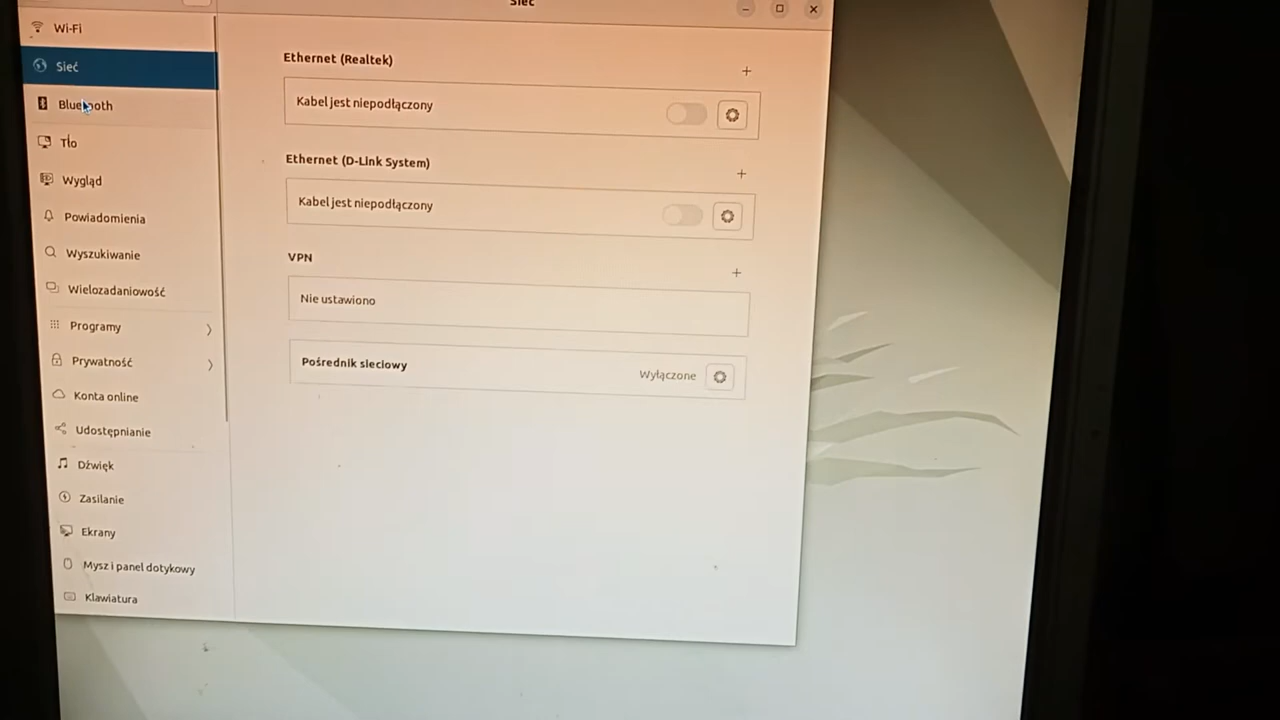 Sieć
Wi-Fi
Sieć
Bluetooth
Tło
Wygląd
Powiadomienia
Wyszukiwanie
Wielozadaniowość
Programy
Prywatność
Konta online
Udostępnianie
Dźwięk
Zasilanie
Ekrany
Mysz i panel dotykowy
Klawiatura
Ethernet (Realtek)
Kabel jest niepodłączony
Ethernet (D-Link System)
Kabel jest niepodłączony
VPN
Nie ustawiono
Pośrednik sieciowy
Wyłączone